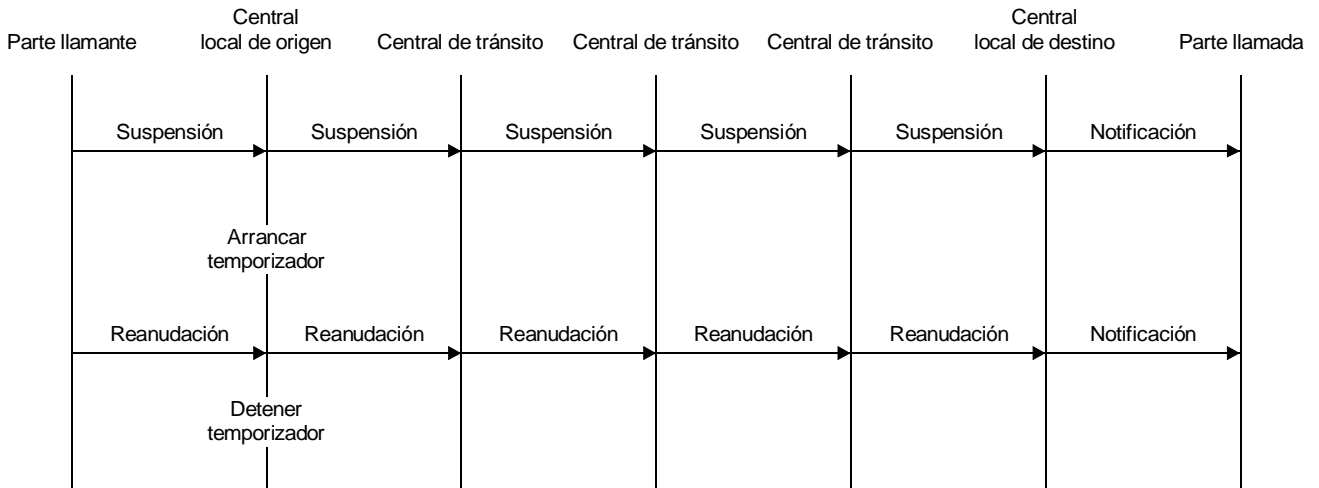 Central
Central
Parte llamante
local de origen
Central de tránsito
Central de tránsito
Central de tránsito
local de destino
Parte llamada
Suspensión
Suspensión
Suspensión
Suspensión
Suspensión
Notificación
Arrancar
temporizador
Reanudación
Reanudación
Reanudación
Reanudación
Reanudación
Notificación
Detener
temporizador